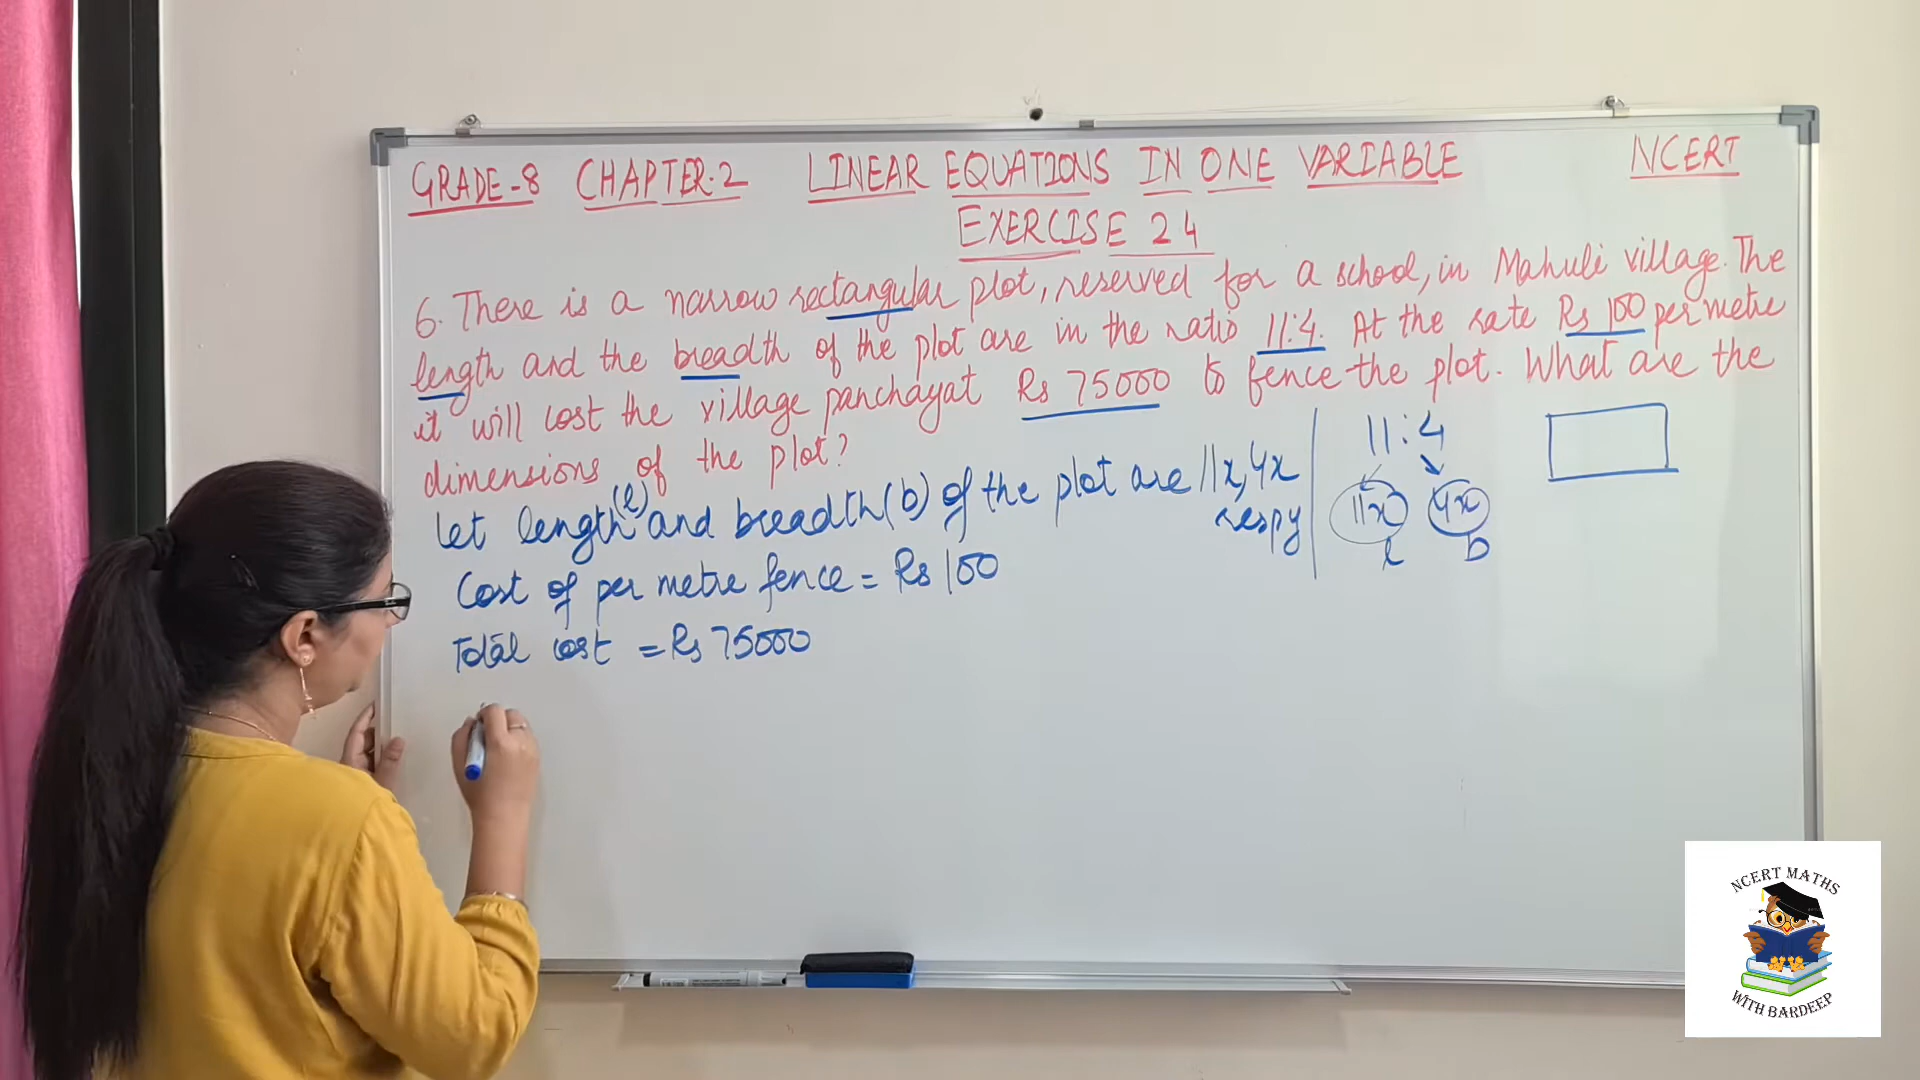 GRADE-8 CHAPTER-2 LINEAR EQUATIONS IN ONE VARIABLE NCERT
EXERCISE 2.4
6. There is a narrow rectangular plot, reserved for a school, in Mahuli village. The
length and the breadth of the plot are in the ratio 11:4. At the rate Rs 100 per metre
it will cost the village panchayat Rs 75000 to fence the plot. What are the
dimensions of the plot?
Let length (l) and breadth (b) of the plot are 11x, 4x
respy
Cost of per metre fence = Rs 100
Total cost = Rs 75000
11:4
11x 4x
l b
NCERT MATHS
WITH BARDEEP